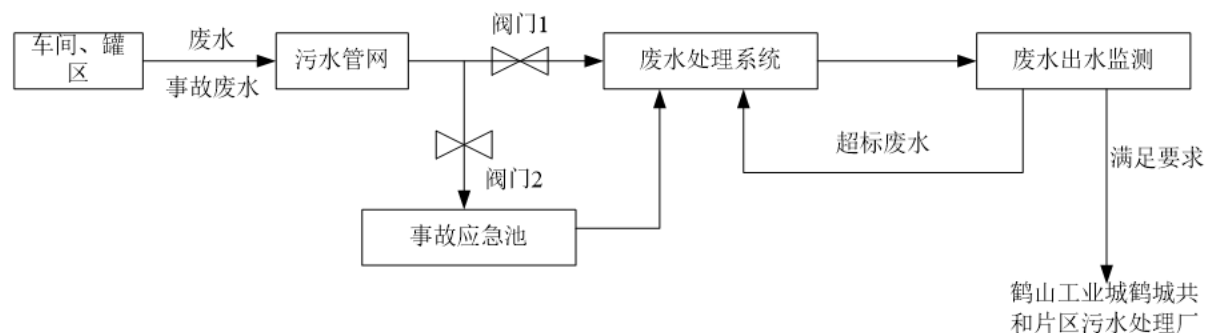 车间、罐
区
废水
事故废水
污水管网
阀门1
废水处理系统
废水出水监测
阀门2
超标废水
满足要求
事故应急池
鹤山工业城鹤城共
和片区污水处理厂